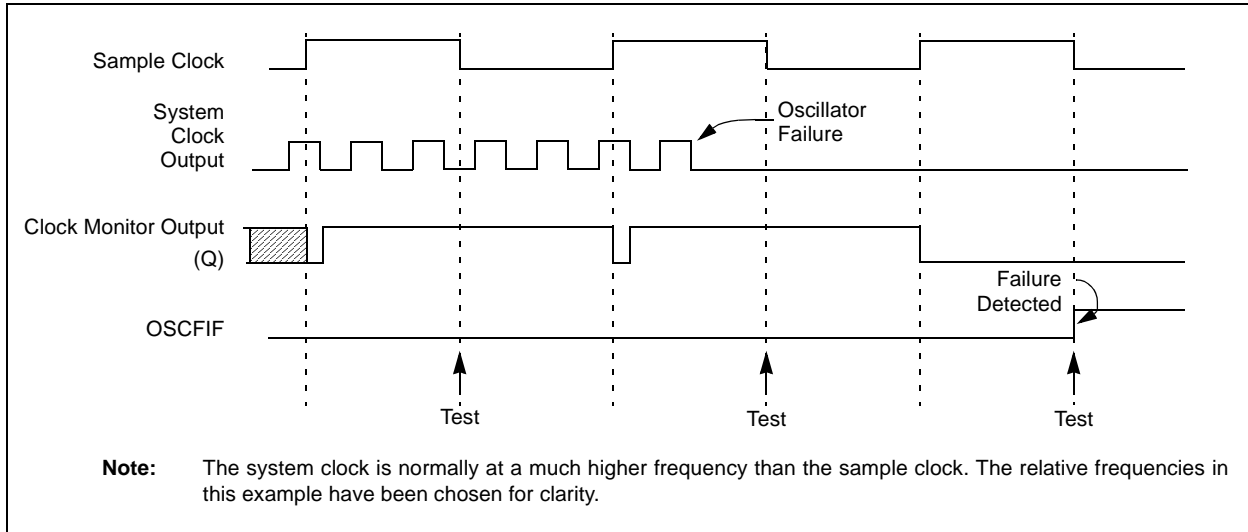 Sample Clock
System
Clock
Output
Oscillator
Failure
Clock Monitor Output
(Q)
Failure
Detected
OSCFIF
Test
Test
Test
Note: The system clock is normally at a much higher frequency than the sample clock. The relative frequencies in
this example have been chosen for clarity.